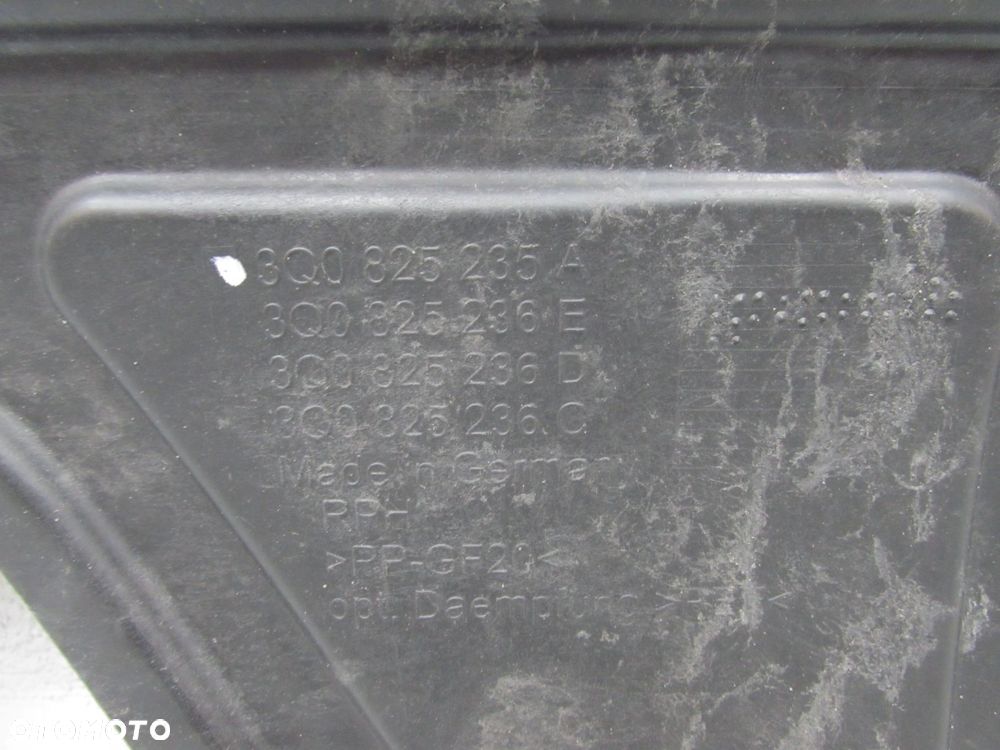 3Q0 825 235 A
3Q0 825 236 E
3Q0 825 236 D
3Q0 825 236 C
Made in Germany
>PP-GF20<
opt. Daempfung
OTOMOTO